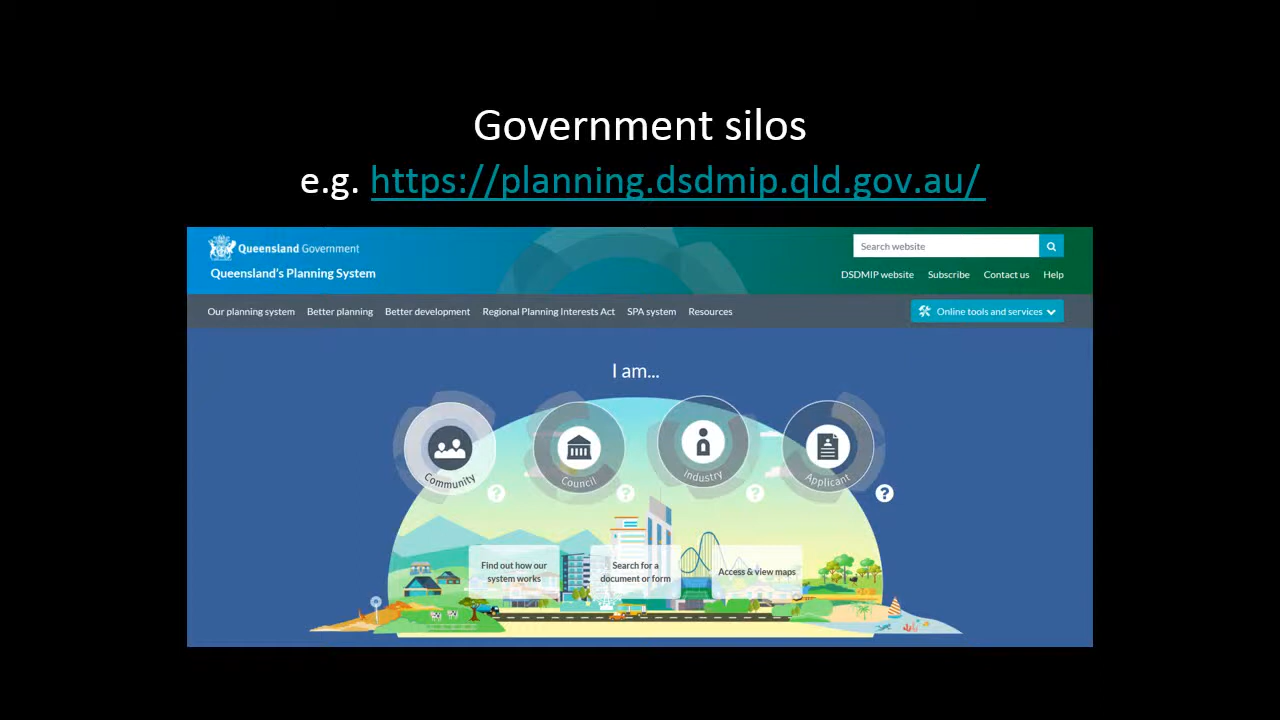 Government silos
e.g. https://planning.dsdmip.qld.gov.au/
Queensland Government
Queensland's Planning System
Search website
DSDMIP website Subscribe Contact us Help
Our planning system Better planning Better development Regional Planning Interests Act SPA system Resources
Online tools and services
I am...
Community Council Industry Applicant
? ? ? ?
Find out how our
system works
Search for a
document or form
Access & view maps